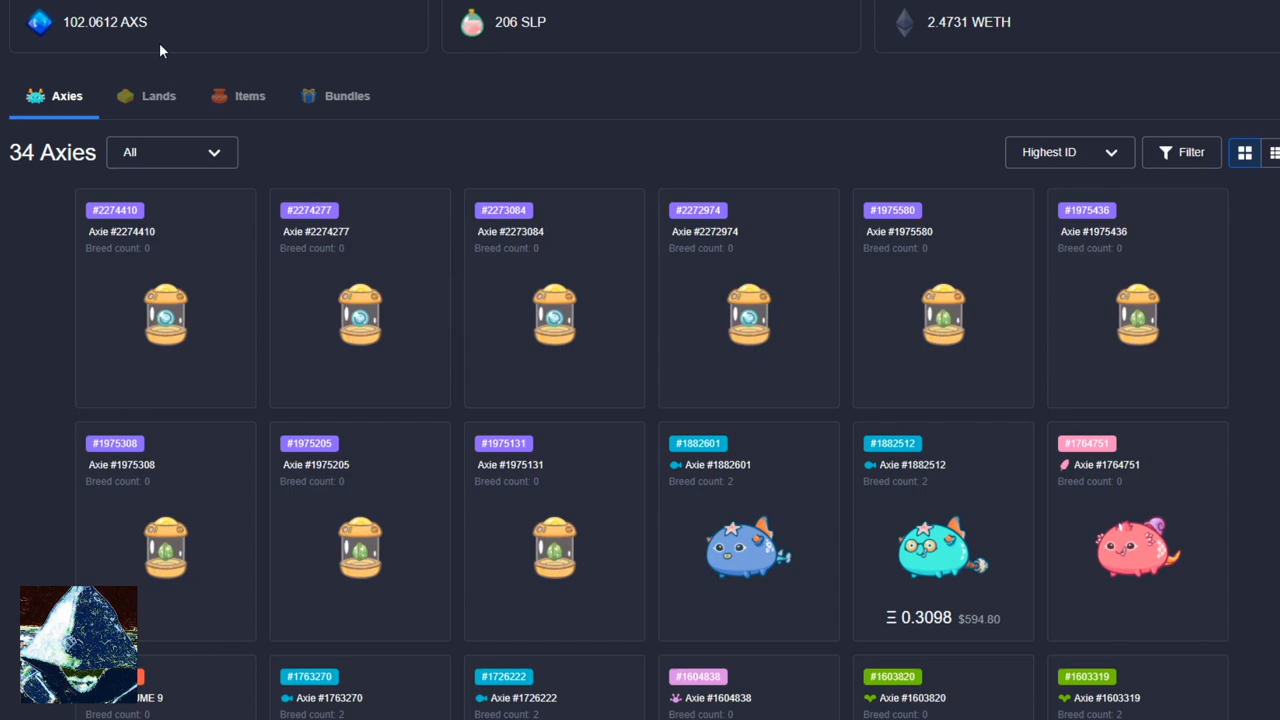 102.0612 AXS
206 SLP
2.4731 WETH
Axies Lands Items Bundles
34 Axies All Highest ID Filter
#2274410 #2274277 #2273084 #2272974 #1975580 #1975436
Axie #2274410 Axie #2274277 Axie #2273084 Axie #2272974 Axie #1975580 Axie #1975436
Breed count: 0 Breed count: 0 Breed count: 0 Breed count: 0 Breed count: 0 Breed count: 0
#1975308 #1975205 #1975131 #1882601 #1882512 #1764751
Axie #1975308 Axie #1975205 Axie #1975131 Axie #1882601 Axie #1882512 Axie #1764751
Breed count: 0 Breed count: 0 Breed count: 0 Breed count: 2 Breed count: 2 Breed count: 0
Ξ 0.3098 $594.80
#1763270 #1726222 #1604838 #1603820 #1603319
9 Axie #1763270 Axie #1726222 Axie #1604838 Axie #1603820 Axie #1603319
Breed count: 2 Breed count: 2 Breed count: 0 Breed count: 0 Breed count: 2